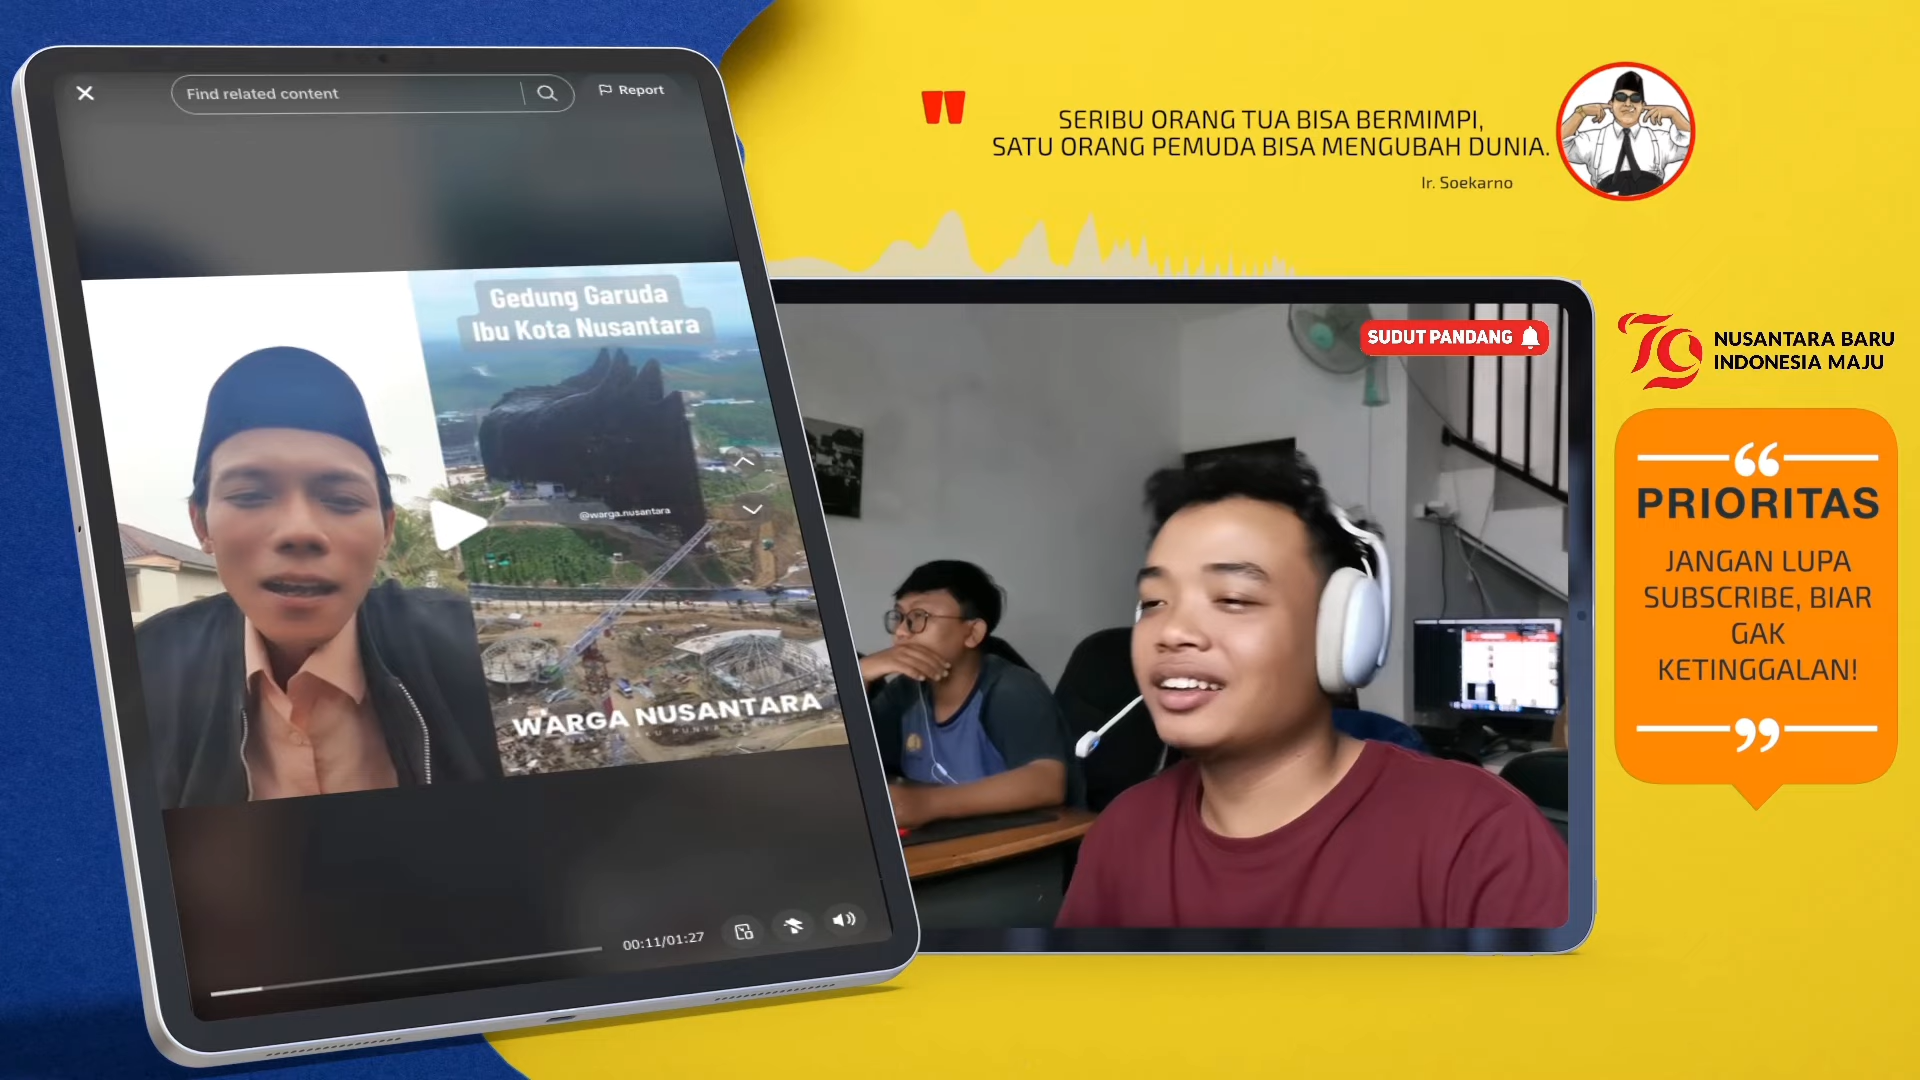 Find related content
Report
Gedung Garuda
Ibu Kota Nusantara
@warga.nusantara
WARGA NUSANTARA
00:11/01:27
"
SERIBU ORANG TUA BISA BERMIMPI,
SATU ORANG PEMUDA BISA MENGUBAH DUNIA.
Ir. Soekarno
SUDUT PANDANG
79
NUSANTARA BARU
INDONESIA MAJU
“
PRIORITAS
JANGAN LUPA
SUBSCRIBE, BIAR
GAK
KETINGGALAN!
”